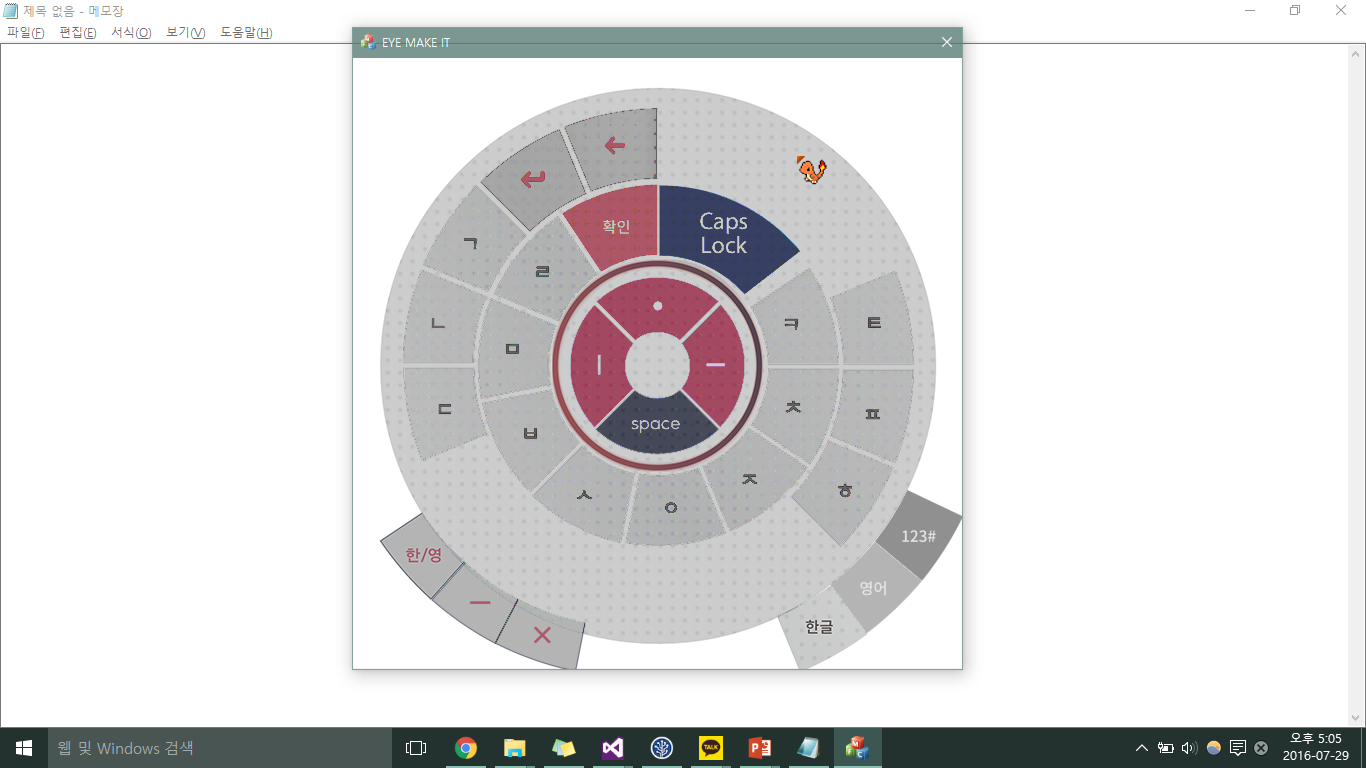 제목 없음 - 메모장
파일(F) 편집(E) 서식(O) 보기(V) 도움말(H)
EYE MAKE IT
확인
Caps
Lock
ㄱ
ㄹ
ㄴ
ㅁ
ㅋ
ㅌ
ㅣ
ㅡ
ㄷ
ㅂ
space
ㅊ
ㅍ
ㅅ
ㅇ
ㅈ
ㅎ
한/영
123#
영어
한글
웹 및 Windows 검색
TALK
오후 5:05
2016-07-29